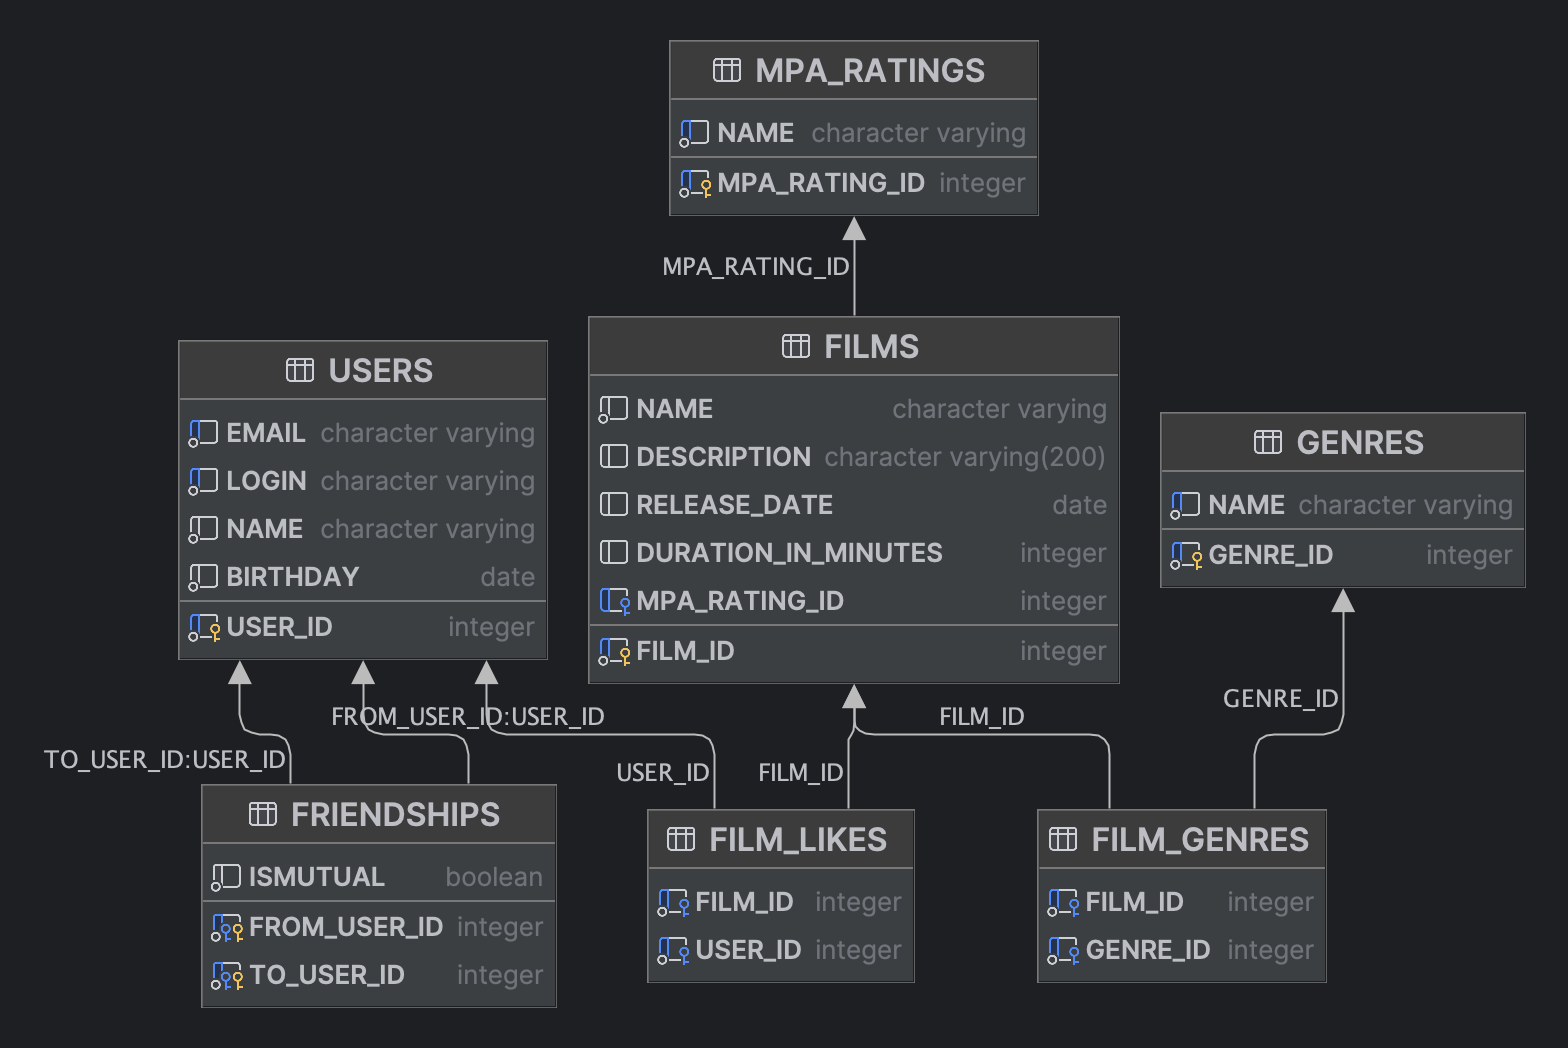 MPA_RATINGS
NAME character varying
MPA_RATING_ID integer
MPA_RATING_ID
USERS
EMAIL character varying
LOGIN character varying
NAME character varying
BIRTHDAY date
USER_ID integer
FILMS
NAME character varying
DESCRIPTION character varying(200)
RELEASE_DATE date
DURATION_IN_MINUTES integer
MPA_RATING_ID integer
FILM_ID integer
GENRES
NAME character varying
GENRE_ID integer
TO_USER_ID:USER_ID
FROM_USER_ID:USER_ID
USER_ID
FILM_ID
FILM_ID
GENRE_ID
FRIENDSHIPS
ISMUTUAL boolean
FROM_USER_ID integer
TO_USER_ID integer
FILM_LIKES
FILM_ID integer
USER_ID integer
FILM_GENRES
FILM_ID integer
GENRE_ID integer